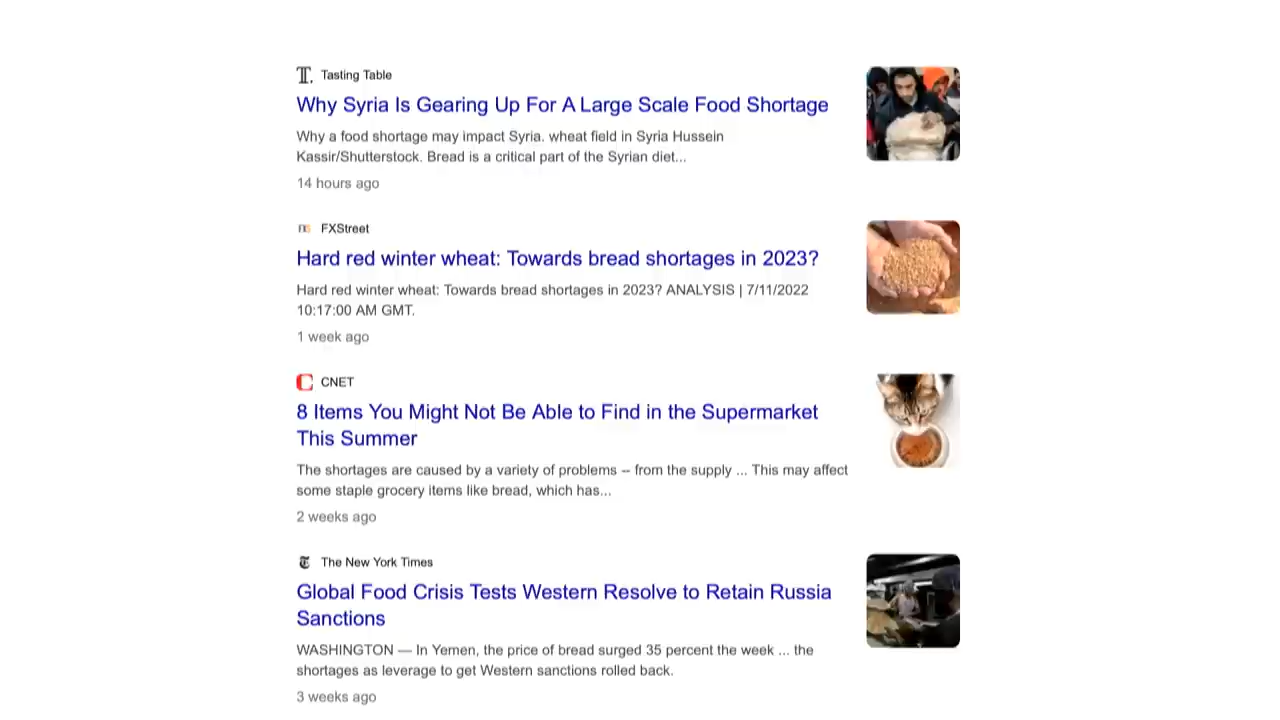 Tasting Table
Why Syria Is Gearing Up For A Large Scale Food Shortage
Why a food shortage may impact Syria. wheat field in Syria Hussein
Kassir/Shutterstock. Bread is a critical part of the Syrian diet...
14 hours ago
FXStreet
Hard red winter wheat: Towards bread shortages in 2023?
Hard red winter wheat: Towards bread shortages in 2023? ANALYSIS | 7/11/2022
10:17:00 AM GMT.
1 week ago
CNET
8 Items You Might Not Be Able to Find in the Supermarket
This Summer
The shortages are caused by a variety of problems – from the supply ... This may affect
some staple grocery items like bread, which has...
2 weeks ago
The New York Times
Global Food Crisis Tests Western Resolve to Retain Russia
Sanctions
WASHINGTON — In Yemen, the price of bread surged 35 percent the week ... the
shortages as leverage to get Western sanctions rolled back.
3 weeks ago